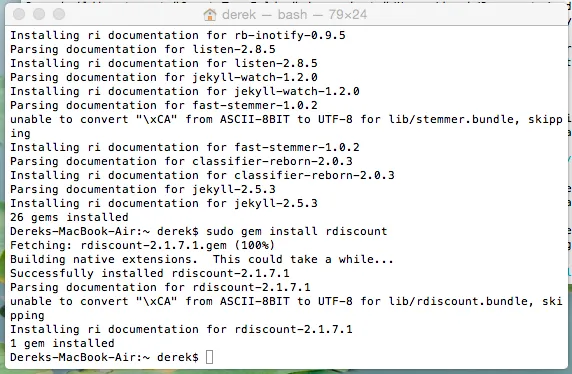 derek — bash — 79×24
Installing ri documentation for rb-inotify-0.9.5
Parsing documentation for listen-2.8.5
Installing ri documentation for listen-2.8.5
Parsing documentation for jekyll-watch-1.2.0
Installing ri documentation for jekyll-watch-1.2.0
Parsing documentation for fast-stemmer-1.0.2
unable to convert "\xCA" from ASCII-8BIT to UTF-8 for lib/stemmer.bundle, skipp
ing
Installing ri documentation for fast-stemmer-1.0.2
Parsing documentation for classifier-reborn-2.0.3
Installing ri documentation for classifier-reborn-2.0.3
Parsing documentation for jekyll-2.5.3
Installing ri documentation for jekyll-2.5.3
26 gems installed
Dereks-MacBook-Air:~ derek$ sudo gem install rdiscount
Fetching: rdiscount-2.1.7.1.gem (100%)
Building native extensions.  This could take a while...
Successfully installed rdiscount-2.1.7.1
Parsing documentation for rdiscount-2.1.7.1
unable to convert "\xCA" from ASCII-8BIT to UTF-8 for lib/rdiscount.bundle, ski
pping
Installing ri documentation for rdiscount-2.1.7.1
1 gem installed
Dereks-MacBook-Air:~ derek$